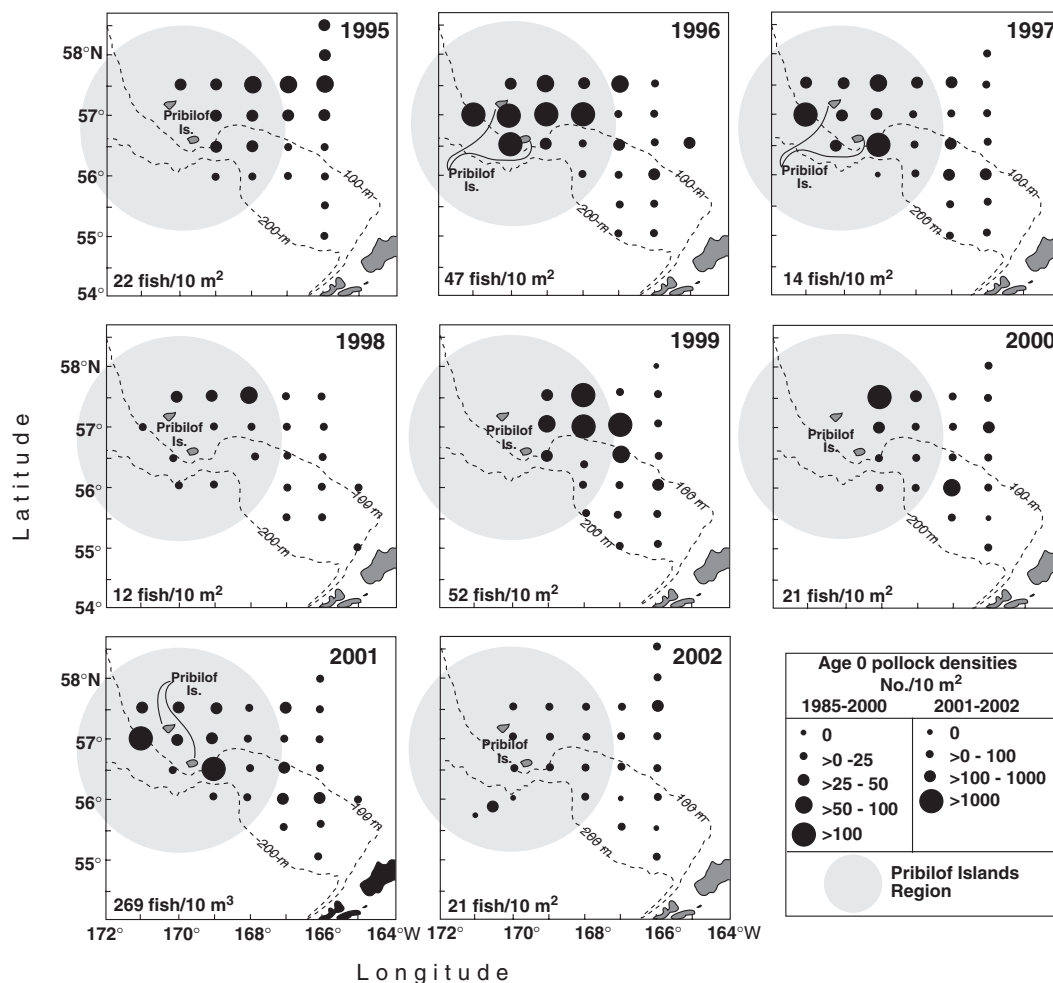 1995
58°N
57°
56°
55°
54°
Pribilof
Is.
100 m
200 m
22 fish/10 m²
1996
Pribilof
Is.
100 m
200 m
47 fish/10 m²
1997
Pribilof
Is.
100 m
200 m
14 fish/10 m²
Latitude
1998
58°N
57°
56°
55°
54°
Pribilof
Is.
100 m
200 m
12 fish/10 m²
1999
Pribilof
Is.
100 m
200 m
52 fish/10 m²
2000
Pribilof
Is.
100 m
200 m
21 fish/10 m²
2001
58°N
57°
56°
55°
Pribilof
Is.
100 m
200 m
269 fish/10 m³
172° 170° 168° 166° 164°W
2002
Pribilof
Is.
100 m
200 m
21 fish/10 m²
172° 170° 168° 166° 164°
Longitude
Age 0 pollock densities
No./10 m²
1985-2000 2001-2002
0 0
>0 -25 >0 - 100
>25 - 50 >100 - 1000
>50 - 100 >1000
>100
Pribilof Islands
Region